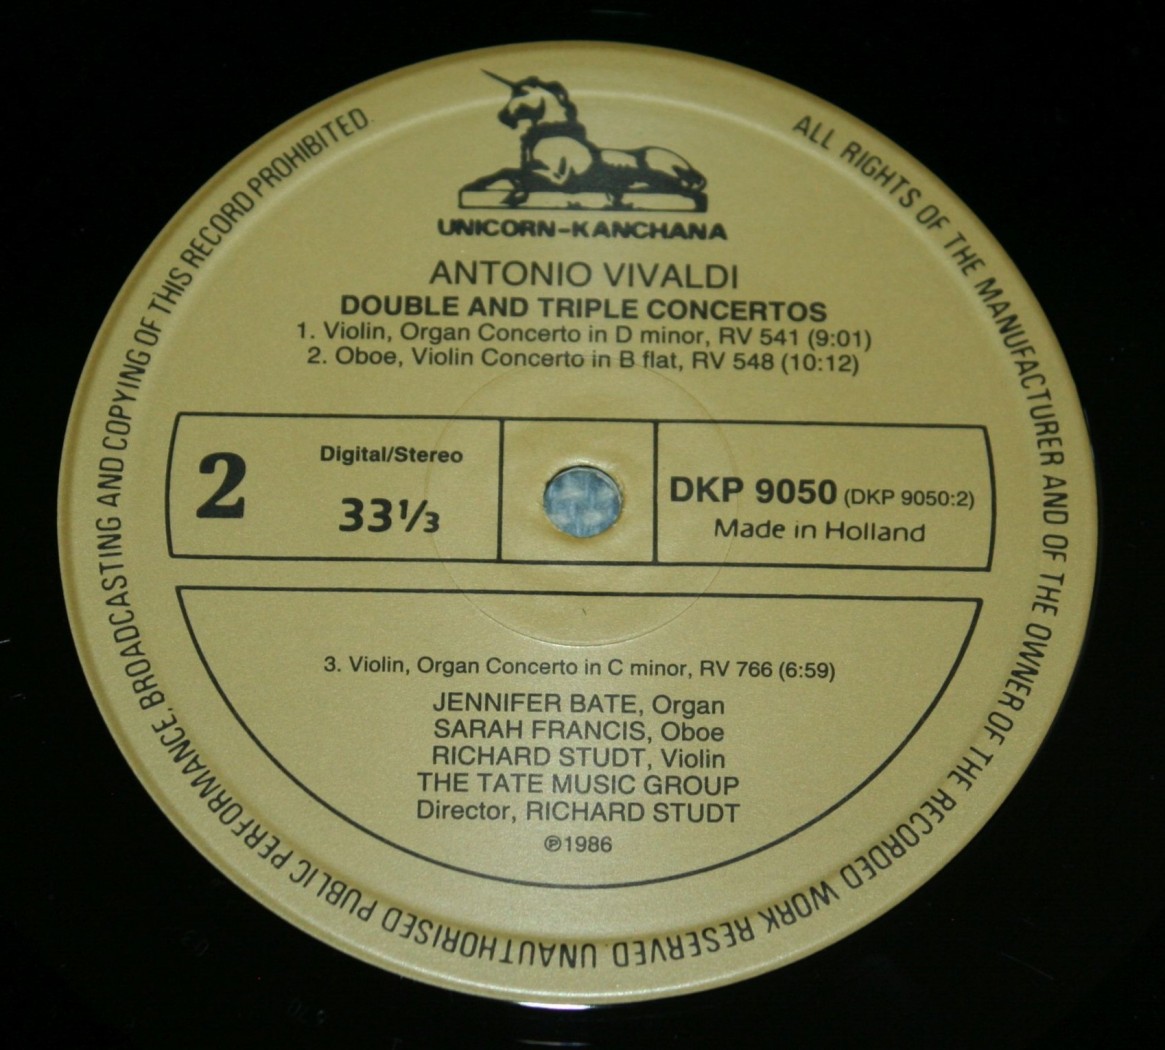 UNICORN-KANCHANA
ANTONIO VIVALDI
DOUBLE AND TRIPLE CONCERTOS
1. Violin, Organ Concerto in D minor, RV 541 (9:01)
2. Oboe, Violin Concerto in B flat, RV 548 (10:12)
2
Digital/Stereo
33⅓
DKP 9050 (DKP 9050:2)
Made in Holland
3. Violin, Organ Concerto in C minor, RV 766 (6:59)
JENNIFER BATE, Organ
SARAH FRANCIS, Oboe
RICHARD STUDT, Violin
THE TATE MUSIC GROUP
Director, RICHARD STUDT
℗1986
ALL RIGHTS OF THE MANUFACTURER AND OF THE OWNER OF THE RECORDED WORK RESERVED UNAUTHORISED PUBLIC PERFORMANCE, BROADCASTING AND COPYING OF THIS RECORD PROHIBITED